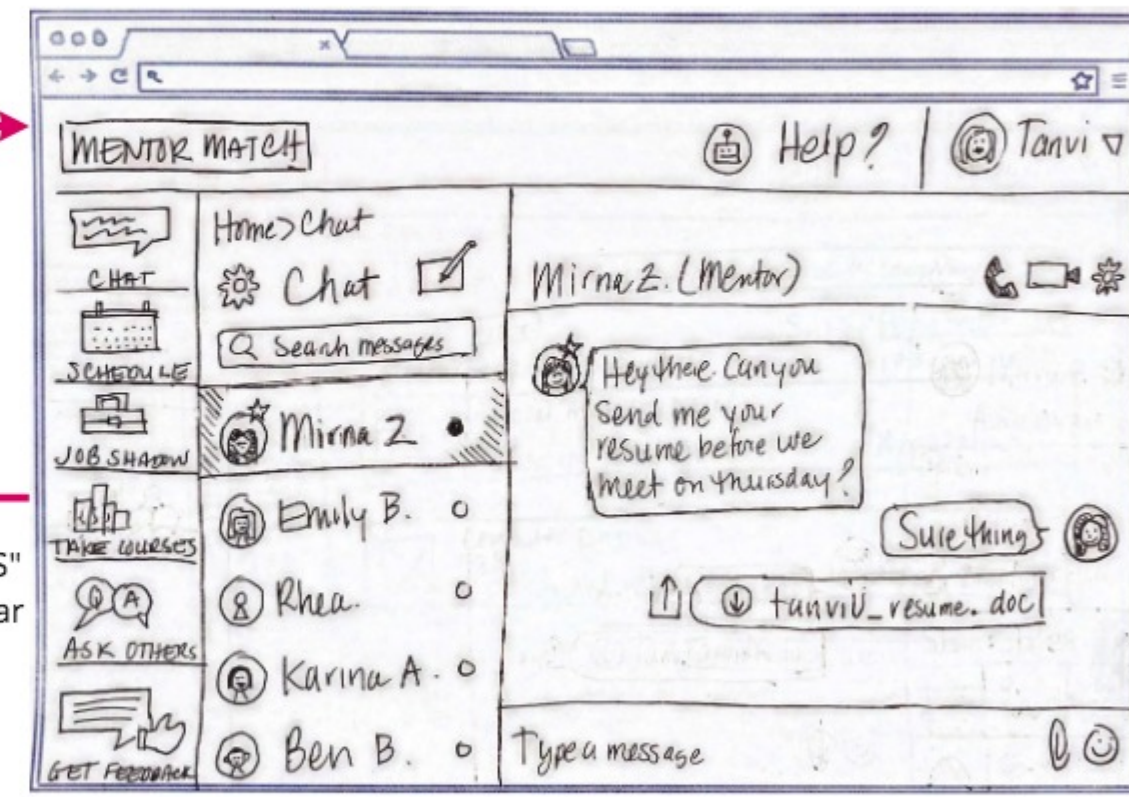 MENTOR MATCH
Help?
Tanvi
CHAT
SCHEDULE
JOB SHADOW
TAKE COURSES
ASK OTHERS
GET FEEDBACK
Home > Chat
Chat
Search messages
Mirna Z
Emily B.
Rhea.
Karina A.
Ben B.
Mirna Z. (Mentor)
Hey there. Can you
send me your
resume before we
meet on Thursday?
Sure thing
tanviU_resume.doc
Type a message
Q A
S"
ar